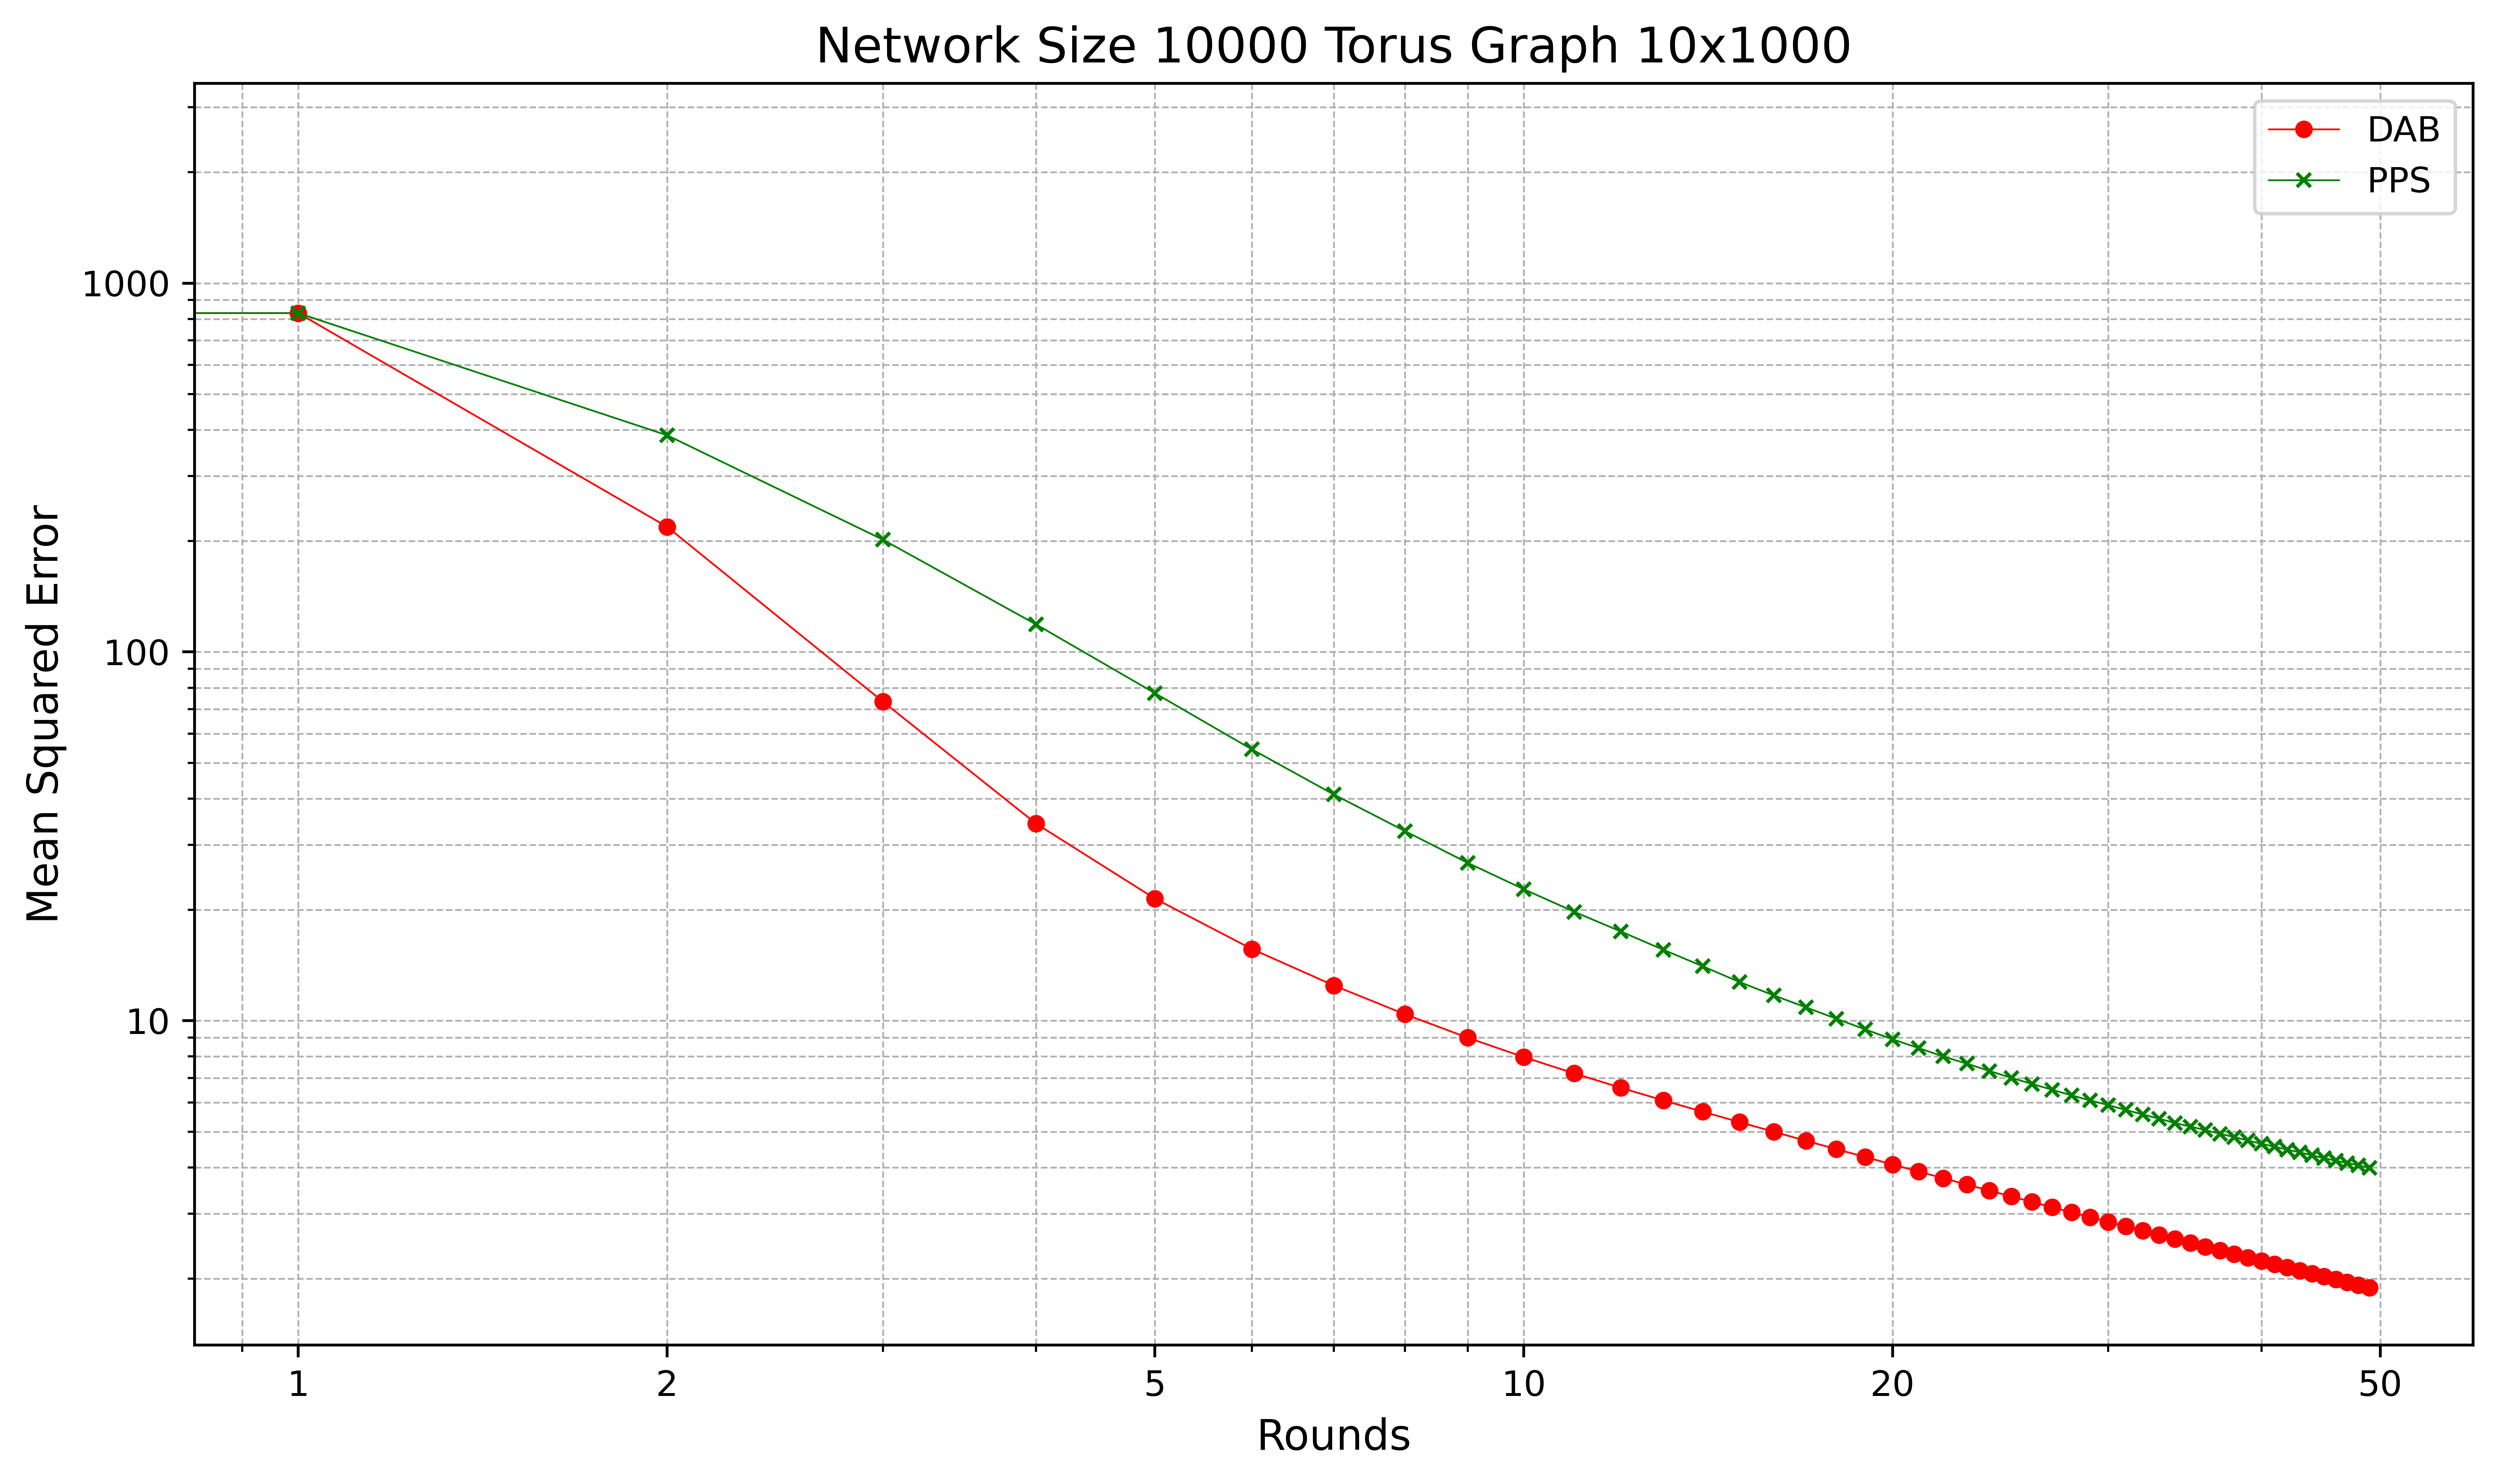 Network Size 10000 Torus Graph 10x1000
DAB
PPS
1000
100
10
Mean Squared Error
1 2 5 10 20 50
Rounds